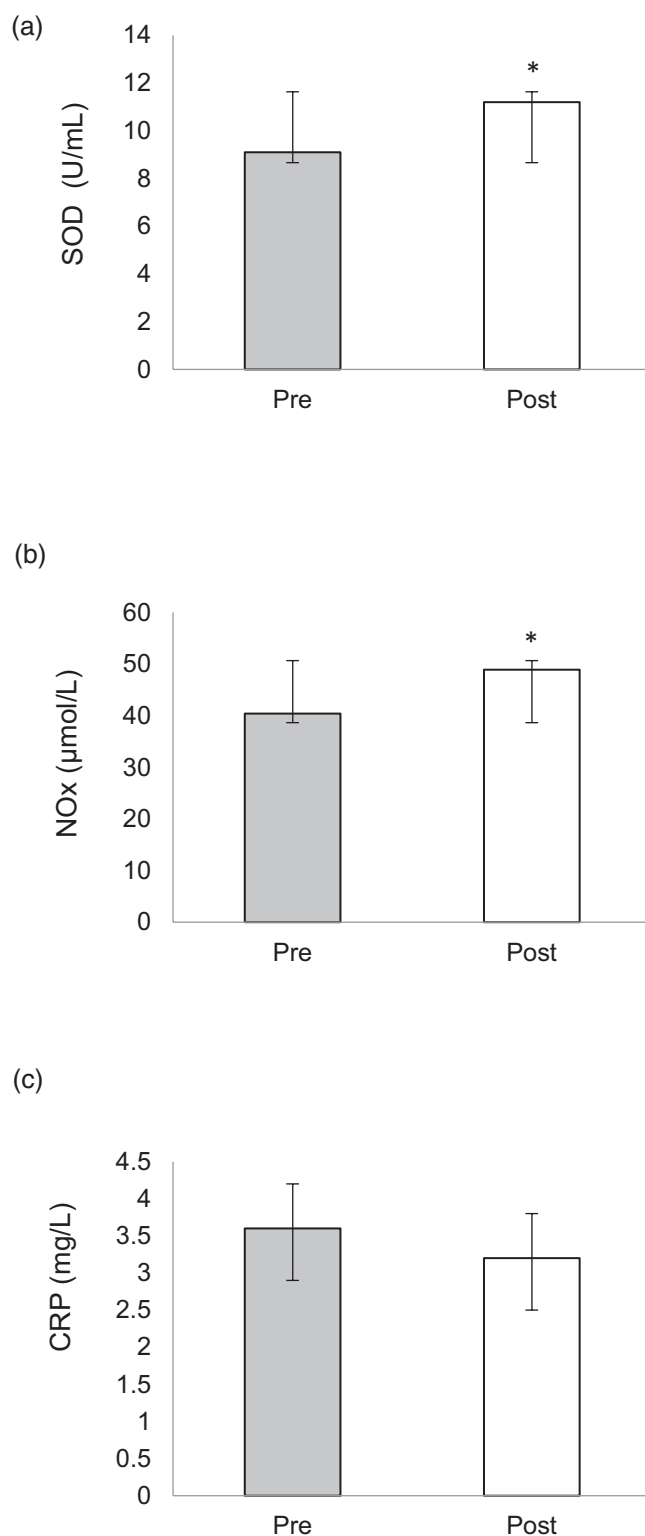 (a)
SOD (U/mL)
14
12
10
8
6
4
2
0
*
Pre
Post
(b)
NOx (μmol/L)
60
50
40
30
20
10
0
*
Pre
Post
(c)
CRP (mg/L)
4.5
4
3.5
3
2.5
2
1.5
1
0.5
0
Pre
Post